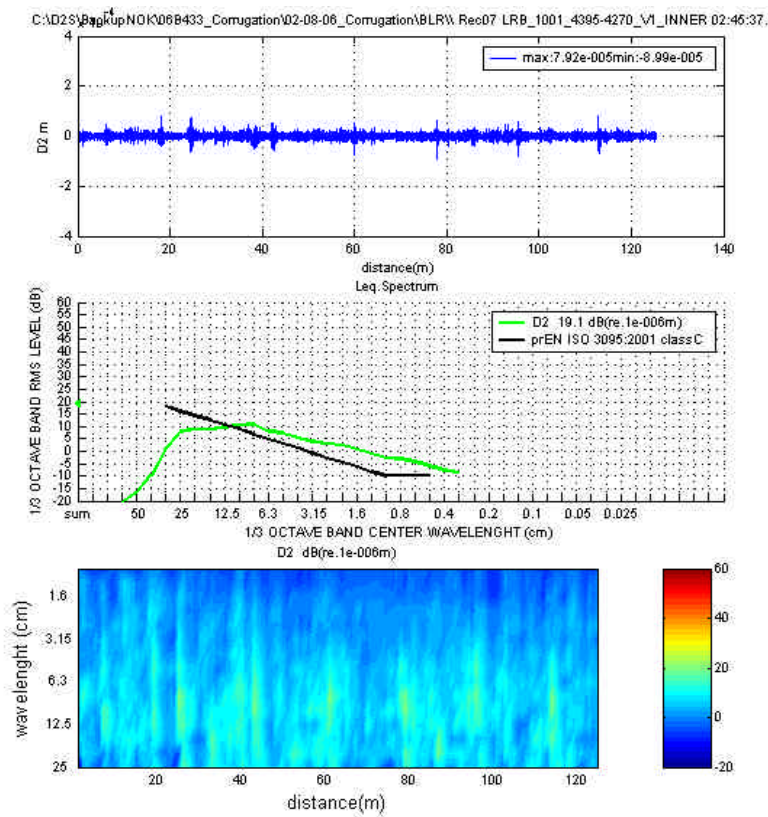 C:\D2S\BackupNOK\06B433_Corrugation\02-08-06_Corrugation\BLR\\ Rec07 LRB_1001_4395-4270_V1_INNER 02:45:37.
4
2
0
-2
-4
D2 m
max:7.92e-005min:-8.99e-005
0 20 40 60 80 100 120 140
distance(m)
Leq.Spectrum
60
55
50
45
40
35
30
25
20
15
10
5
0
-5
-10
-15
-20
1/3 OCTAVE BAND RMS LEVEL (dB)
D2 19.1 dB(re.1e-006m)
prEN ISO 3095:2001 classC
sum 50 25 12.5 6.3 3.15 1.6 0.8 0.4 0.2 0.1 0.05 0.025
1/3 OCTAVE BAND CENTER WAVELENGHT (cm)
D2 dB(re.1e-006m)
1.6
3.15
6.3
12.5
25
wavelenght (cm)
20 40 60 80 100 120
distance(m)
60
40
20
0
-20